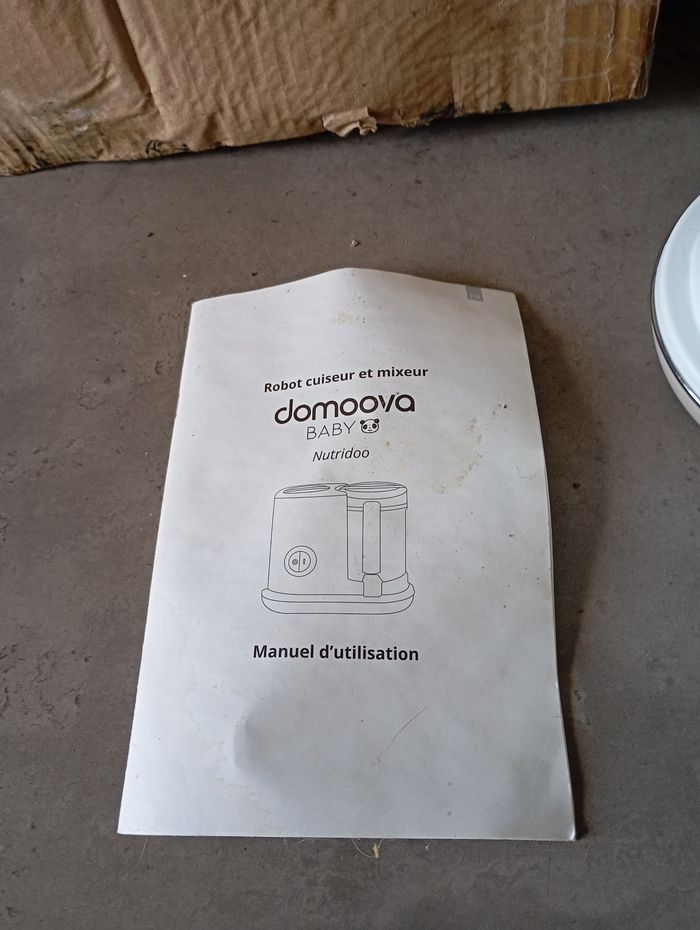 Robot cuiseur et mixeur
domoova
BABY
Nutridoo
Manuel d'utilisation